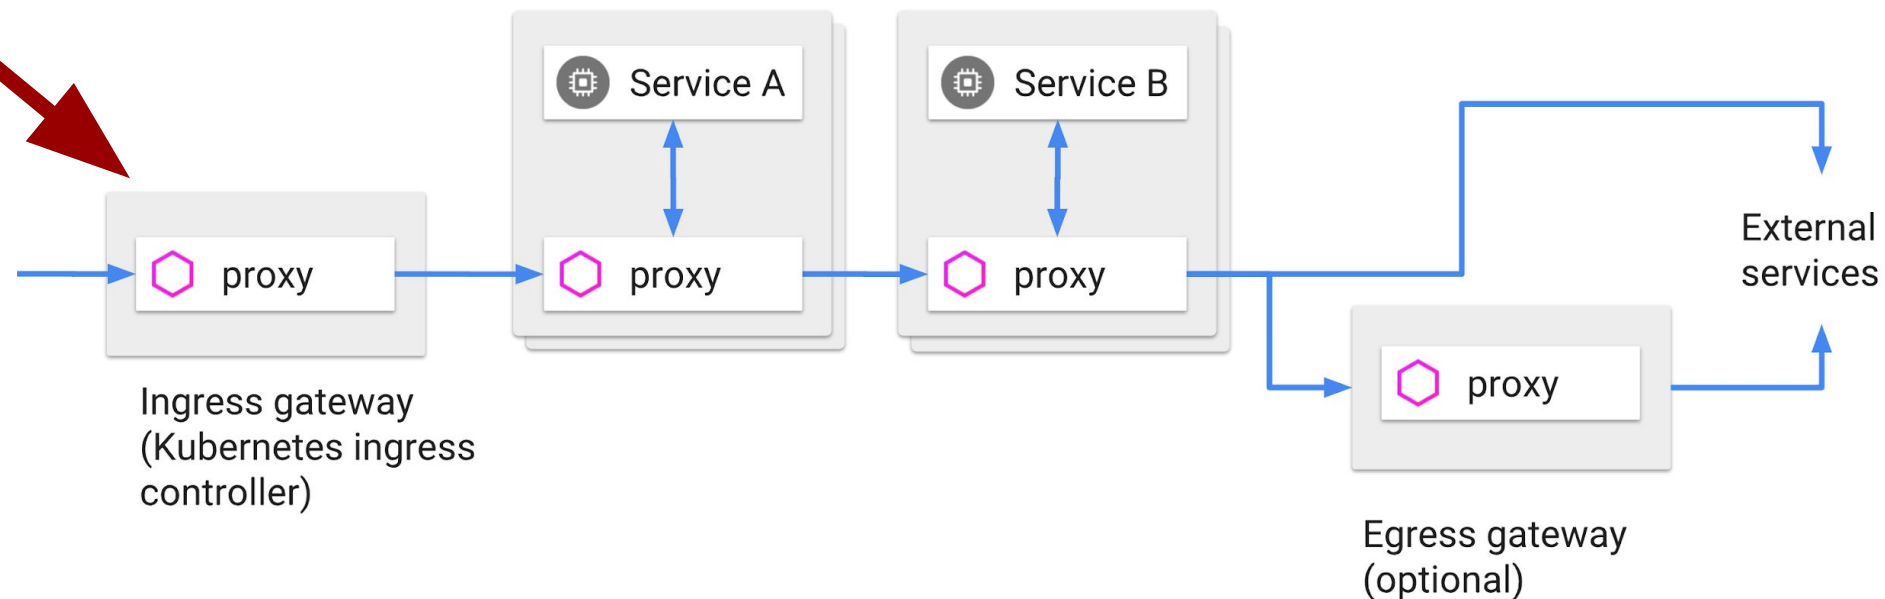 Service A
Service B
proxy
proxy
proxy
External
services
proxy
Ingress gateway
(Kubernetes ingress
controller)
Egress gateway
(optional)